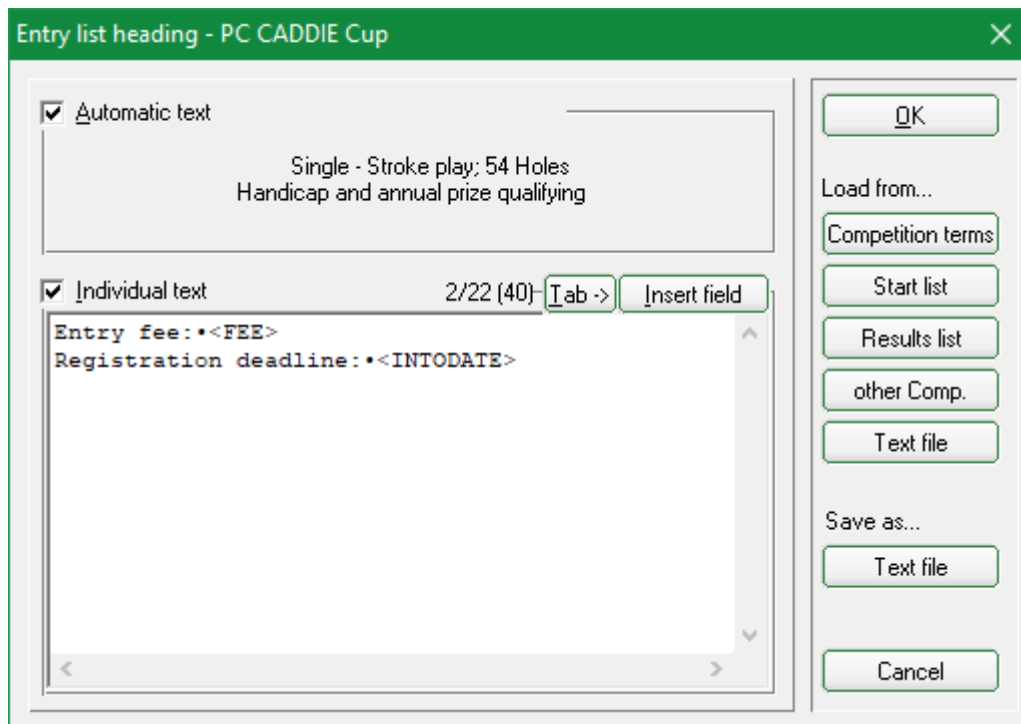 Entry list heading - PC CADDIE Cup
Automatic text
Single - Stroke play; 54 Holes
Handicap and annual prize qualifying
Individual text 2/22 (40) Tab -> Insert field
Entry fee:•<FEE>
Registration deadline:•<INTODATE>
OK
Load from...
Competition terms
Start list
Results list
other Comp.
Text file
Save as...
Text file
Cancel